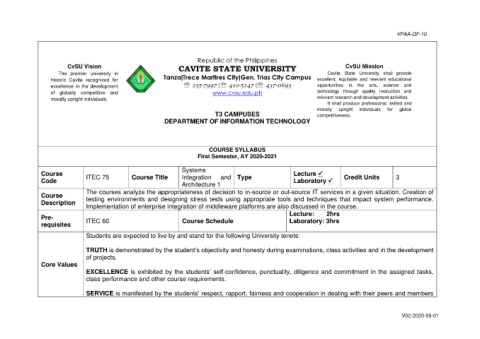 VPAA-QF-10
Republic of the Philippines
CAVITE STATE UNIVERSITY
Tanza|Trece Martires City|Gen. Trias City Campus
www.cvsu.edu.ph
T3 CAMPUSES
DEPARTMENT OF INFORMATION TECHNOLOGY
CvSU Vision
The premier university in
historic Cavite recognized for
excellence in the development
of globally competitive and
morally upright individuals.
CvSU Mission
Cavite State University shall provide
excellent, equitable and relevant educational
opportunities in the arts, science and
technology through quality instruction and
relevant research and development activities.
It shall produce professional, skilled and
morally upright individuals for global
competitiveness.
COURSE SYLLABUS
First Semester, AY 2020-2021
Course Code
ITEC 75
Course Title
Systems
Integration and
Architecture 1
Type
Lecture ✓
Laboratory ✓
Credit Units
3
Course Description
The courses analyze the appropriateness of decision to in-source or out-source IT services in a given situation. Creation of
testing environments and designing stress tests using appropriate tools and techniques that impact system performance.
Implementation of enterprise integration of middleware platforms are also discussed in the course.
Pre-requisites
ITEC 60
Course Schedule
Lecture: 2hrs
Laboratory: 3hrs
Core Values
Students are expected to live by and stand for the following University tenets:
TRUTH is demonstrated by the student's objectivity and honesty during examinations, class activities and in the development
of projects.
EXCELLENCE is exhibited by the students' self-confidence, punctuality, diligence and commitment in the assigned tasks,
class performance and other course requirements.
SERVICE is manifested by the students' respect, rapport, fairness and cooperation in dealing with their peers and members
V02-2020-06-01